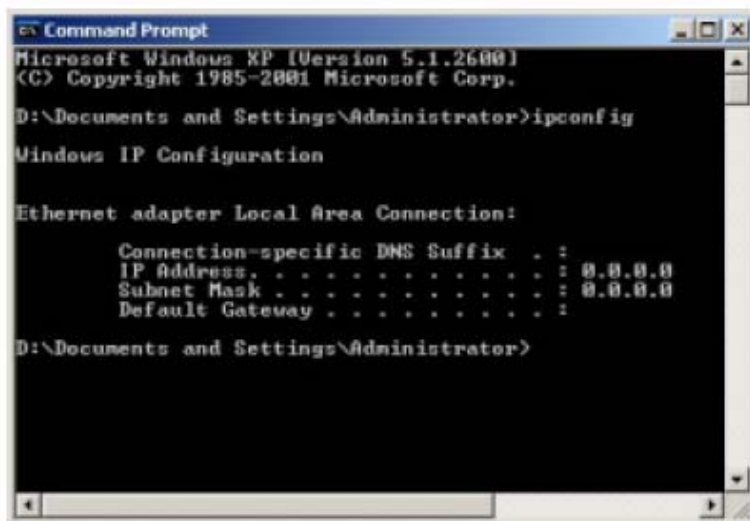 Command Prompt
Microsoft Windows XP [Version 5.1.2600]
(C) Copyright 1985-2001 Microsoft Corp.
D:\Documents and Settings\Administrator>ipconfig
Windows IP Configuration
Ethernet adapter Local Area Connection:
Connection-specific DNS Suffix . :
IP Address. . . . . . . . . . . . : 0.0.0.0
Subnet Mask . . . . . . . . . . . : 0.0.0.0
Default Gateway . . . . . . . . . :
D:\Documents and Settings\Administrator>